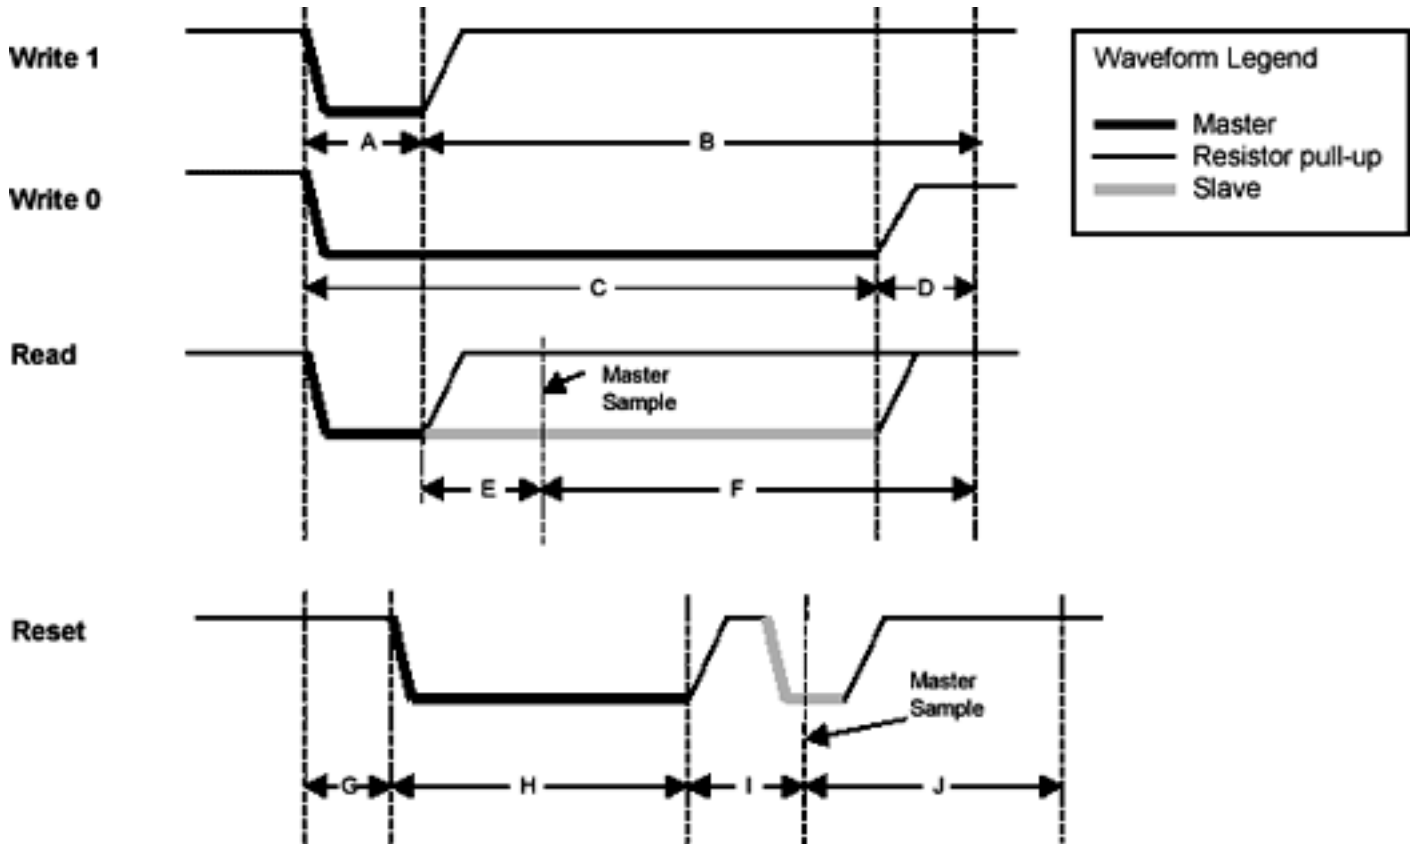 Write 1
A
B
Waveform Legend
Master
Resistor pull-up
Slave
Write 0
C
D
Read
Master
Sample
E
F
Reset
Master
Sample
G
H
I
J